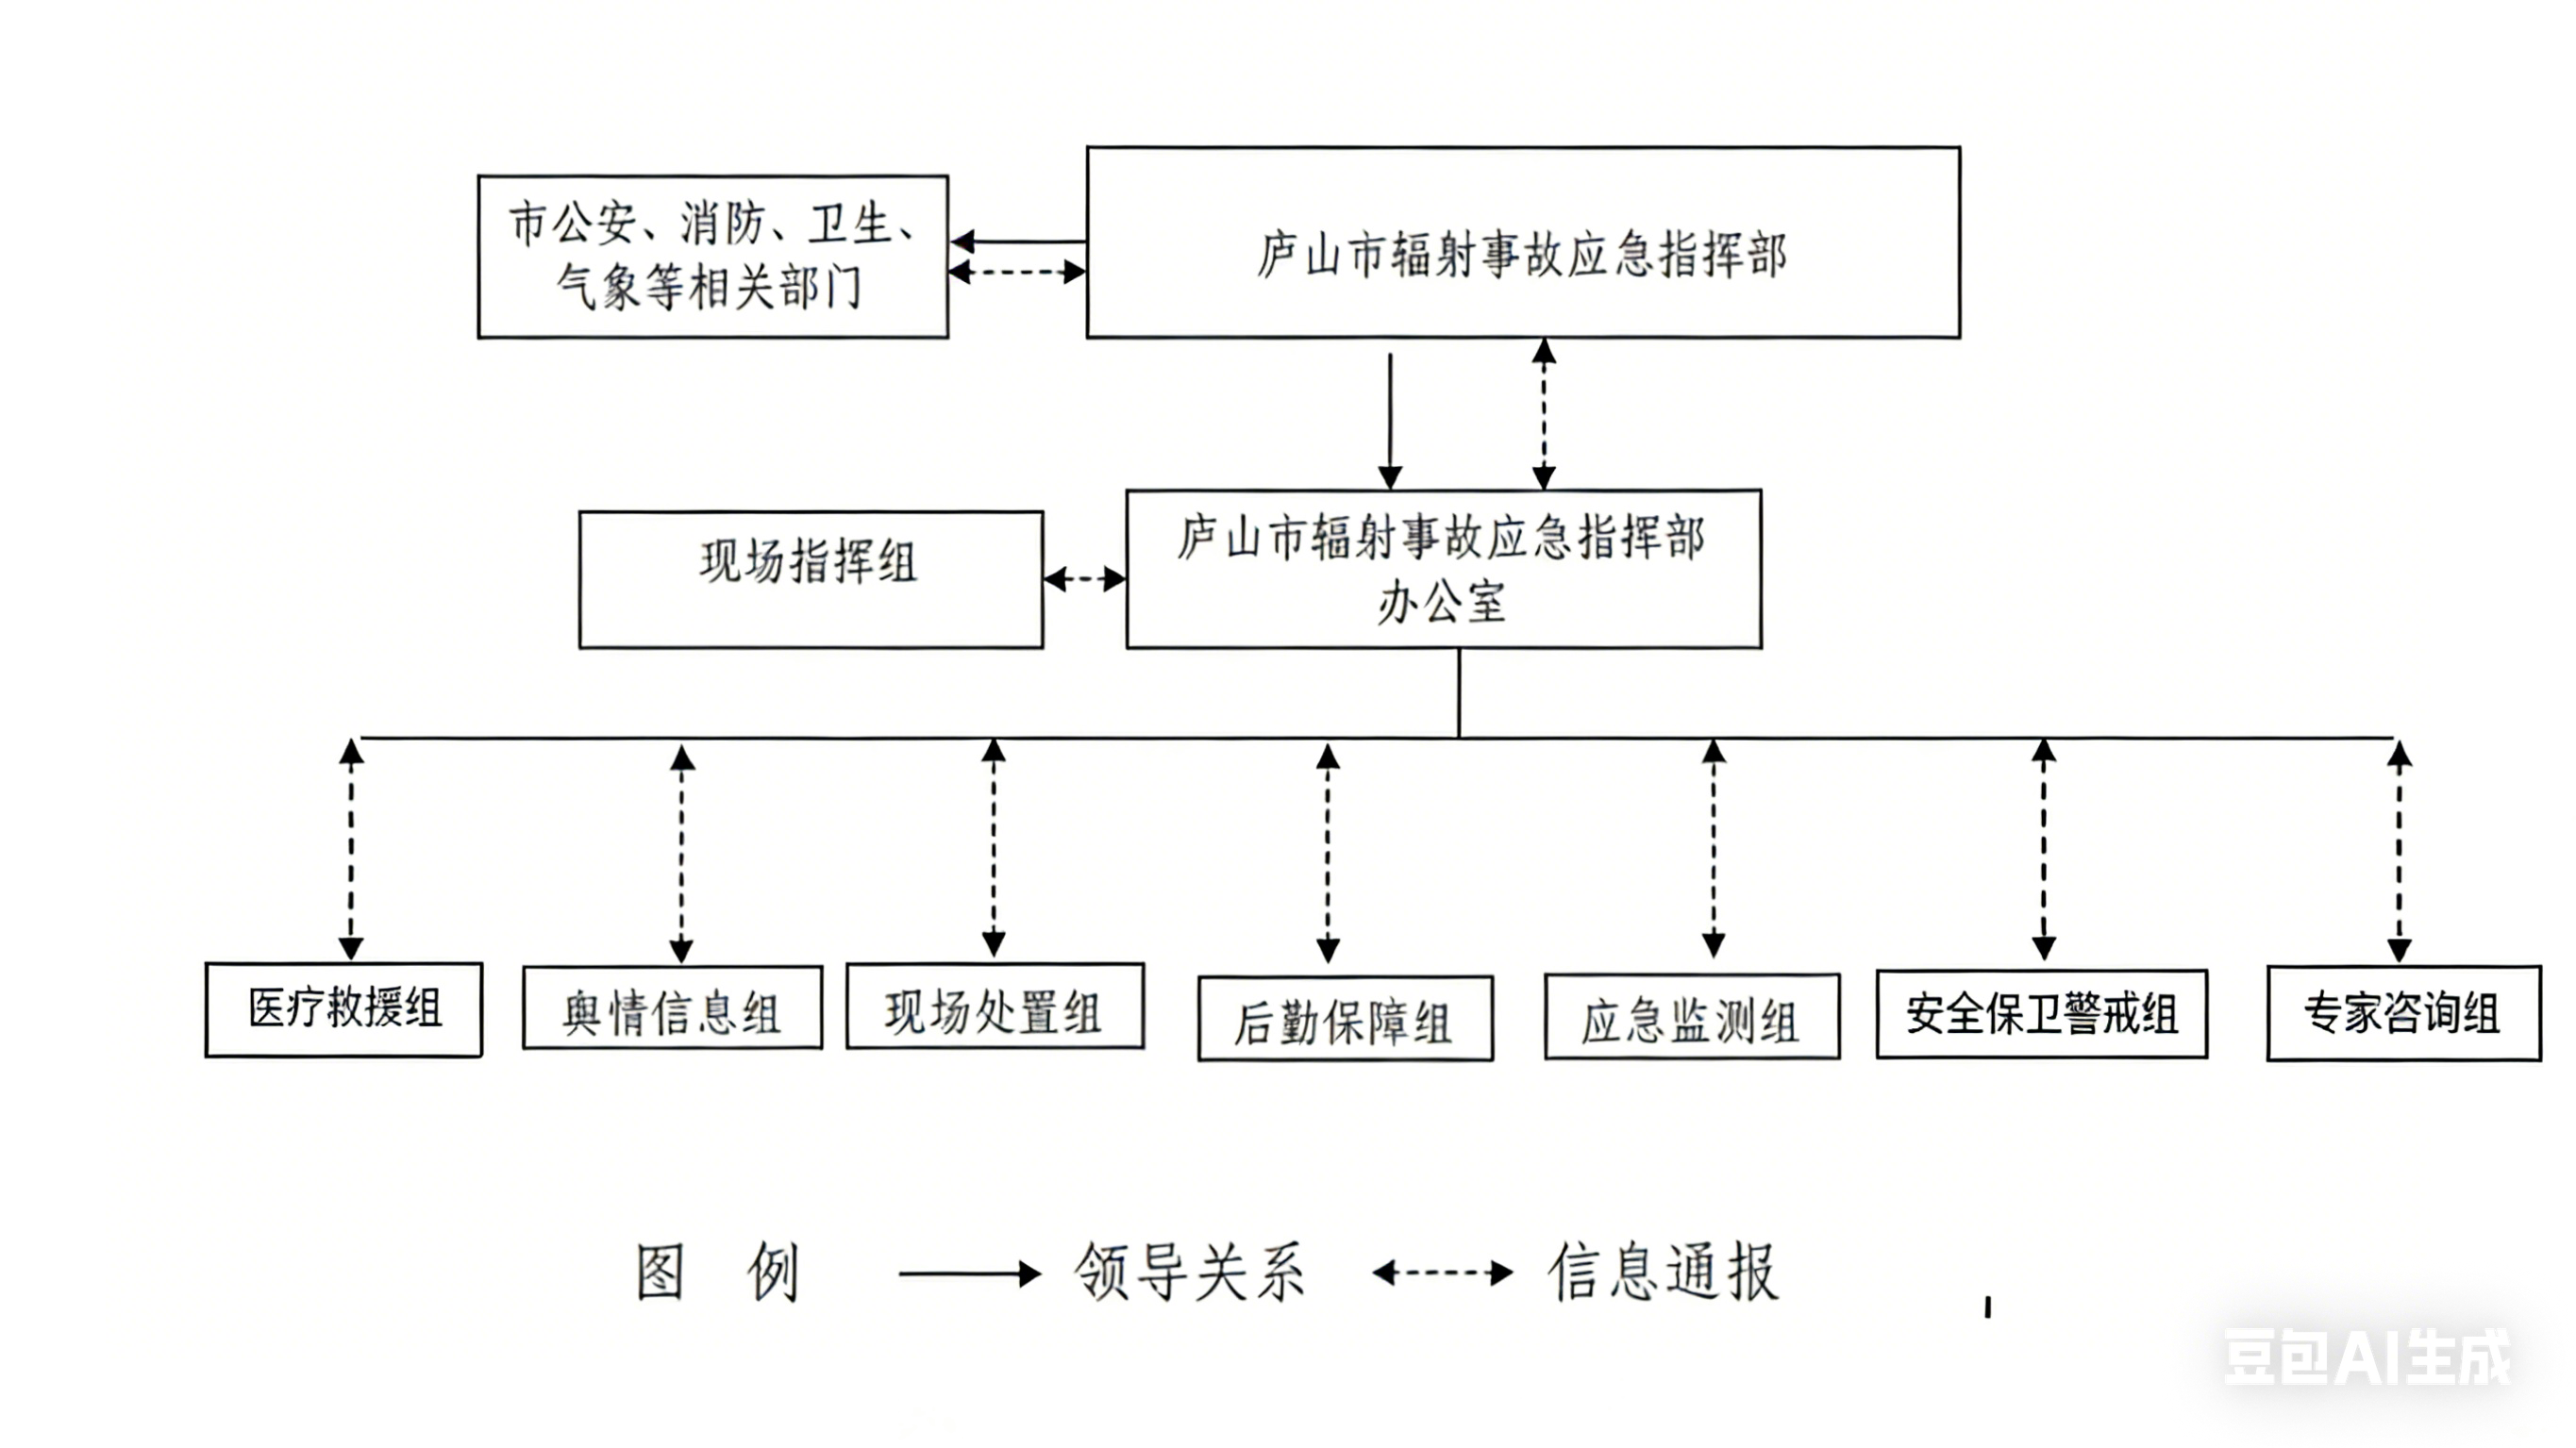 市公安、消防、卫生、
气象等相关部门
庐山市辐射事故应急指挥部
现场指挥组
庐山市辐射事故应急指挥部
办公室
医疗救援组
舆情信息组
现场处置组
后勤保障组
应急监测组
安全保卫警戒组
专家咨询组
图 例
领导关系
信息通报
豆包AI生成